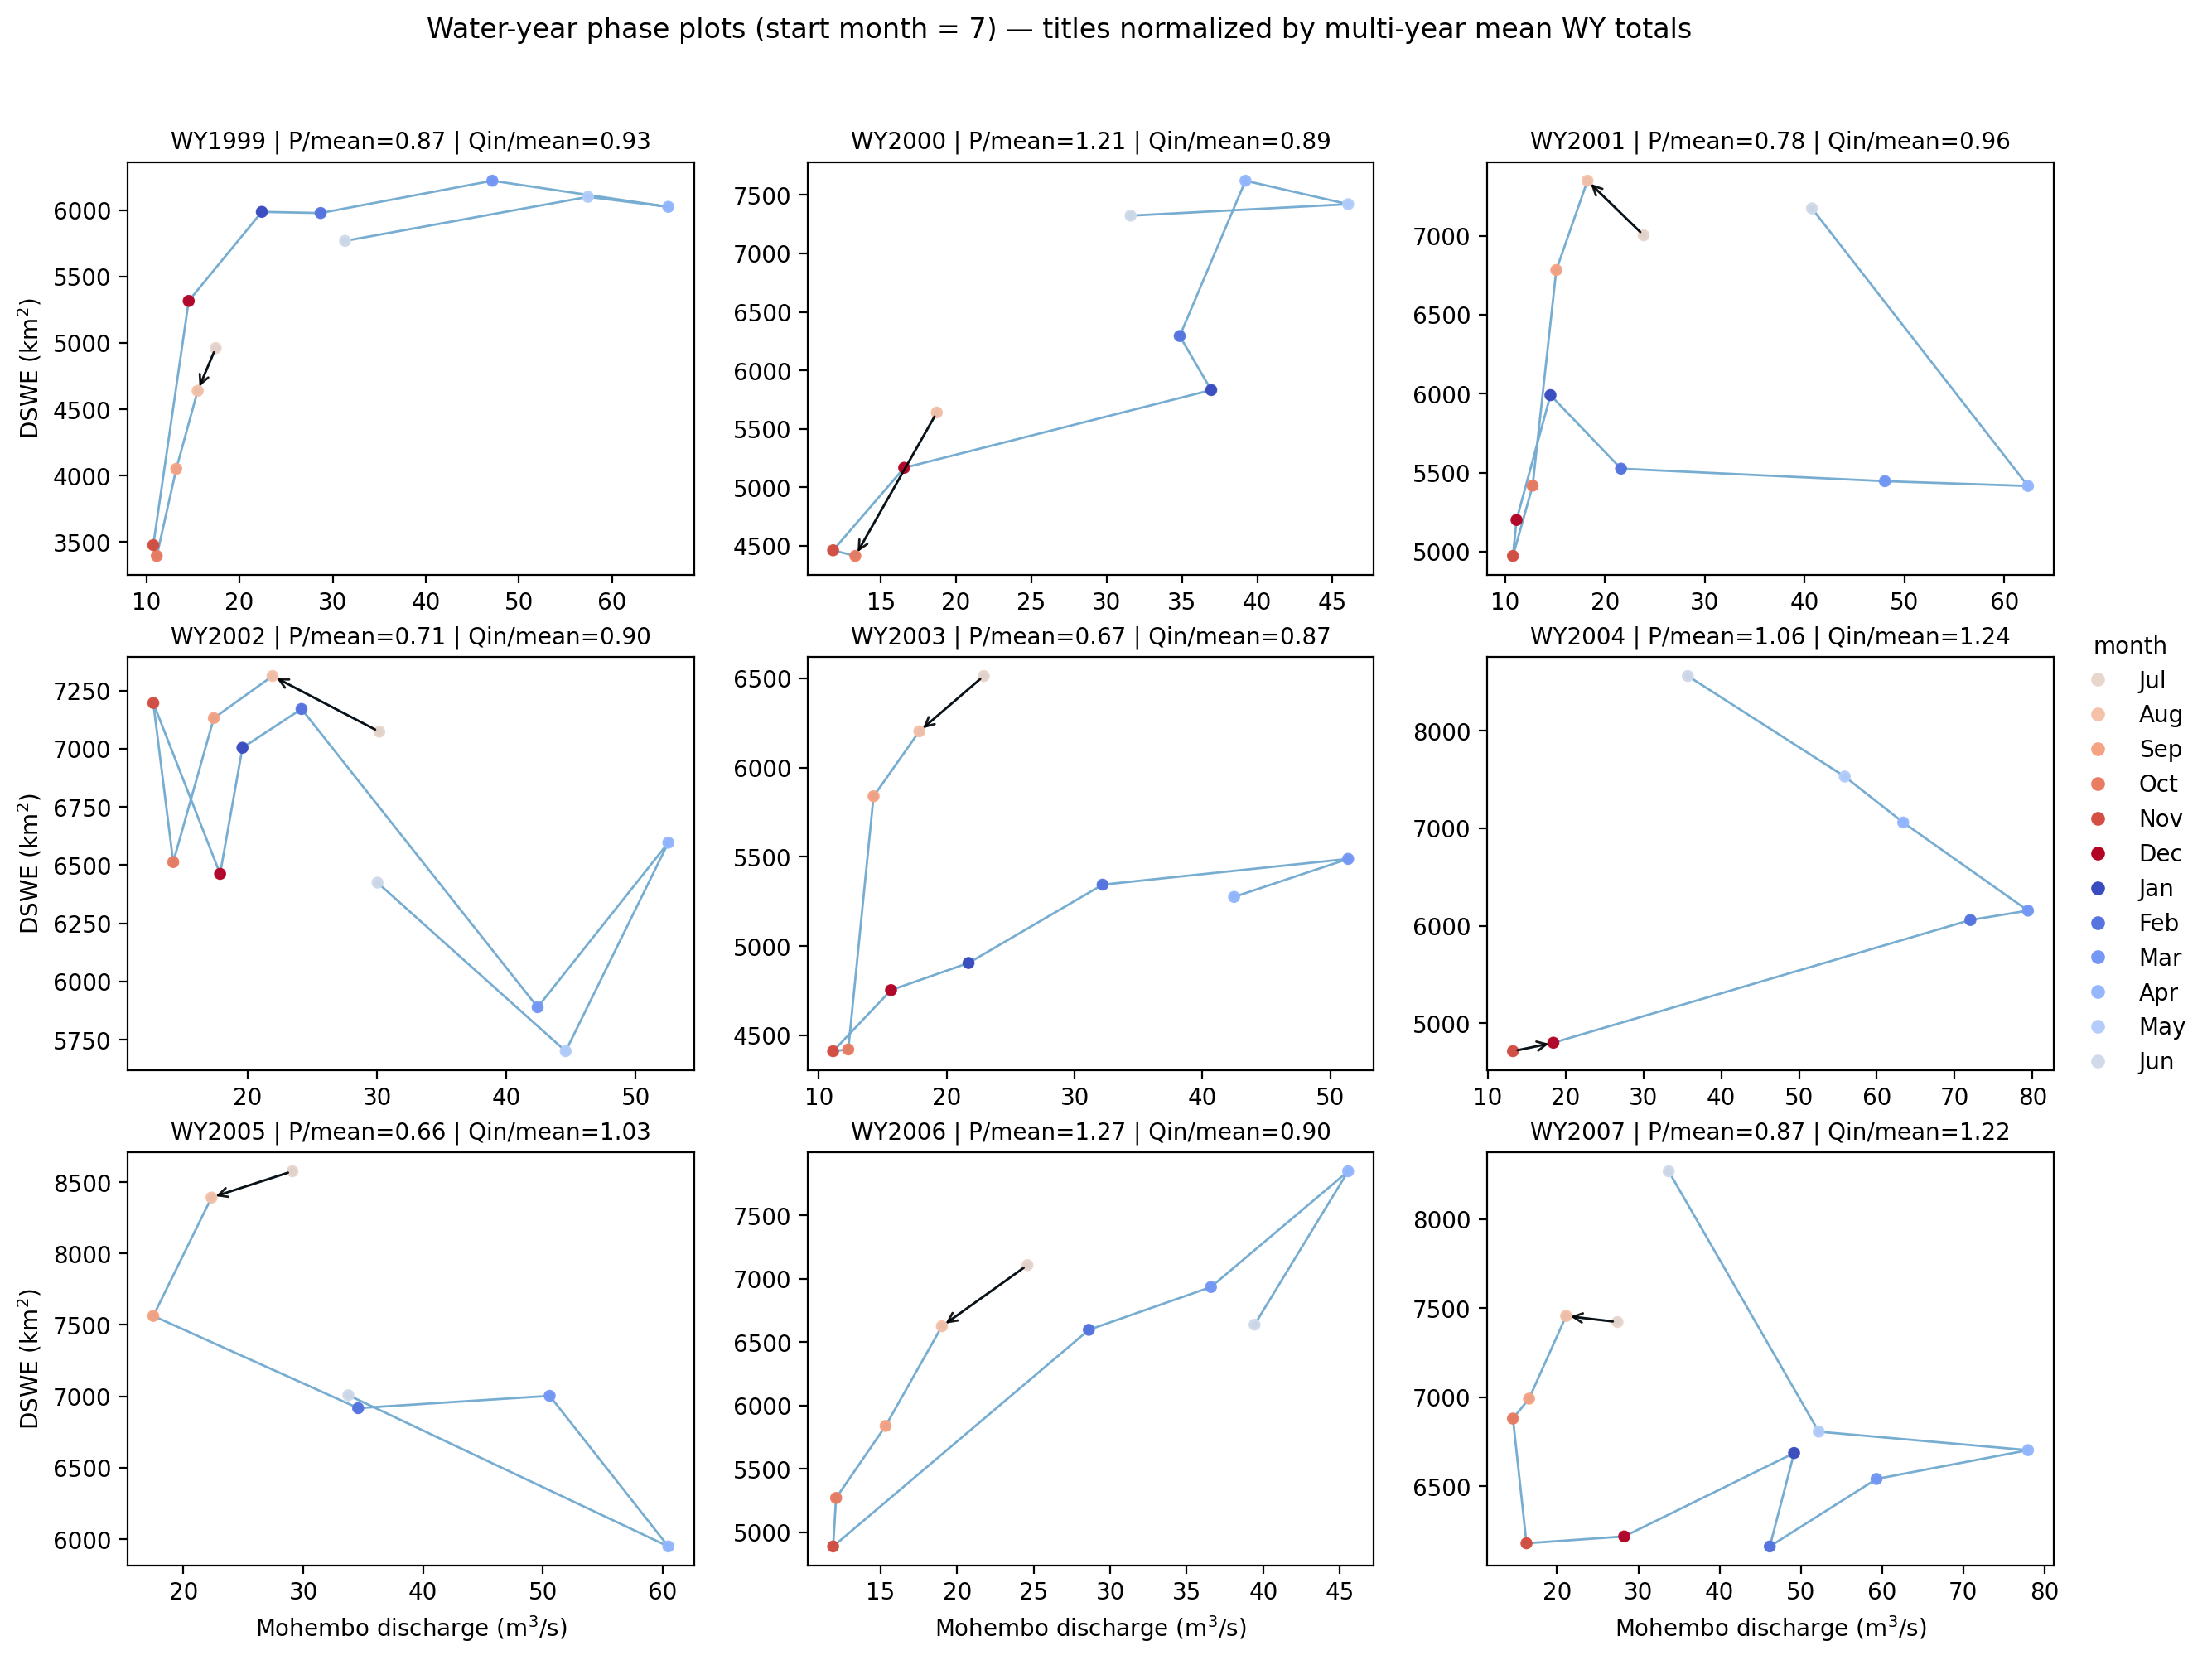 Water-year phase plots (start month = 7) — titles normalized by multi-year mean WY totals
WY1999 | P/mean=0.87 | Qin/mean=0.93
DSWE (km²)
6000
5500
5000
4500
4000
3500
10 20 30 40 50 60
WY2000 | P/mean=1.21 | Qin/mean=0.89
7500
7000
6500
6000
5500
5000
4500
15 20 25 30 35 40 45
WY2001 | P/mean=0.78 | Qin/mean=0.96
7000
6500
6000
5500
5000
10 20 30 40 50 60
WY2002 | P/mean=0.71 | Qin/mean=0.90
DSWE (km²)
7250
7000
6750
6500
6250
6000
5750
20 30 40 50
WY2003 | P/mean=0.67 | Qin/mean=0.87
6500
6000
5500
5000
4500
10 20 30 40 50
WY2004 | P/mean=1.06 | Qin/mean=1.24
8000
7000
6000
5000
10 20 30 40 50 60 70 80
month
Jul
Aug
Sep
Oct
Nov
Dec
Jan
Feb
Mar
Apr
May
Jun
WY2005 | P/mean=0.66 | Qin/mean=1.03
DSWE (km²)
8500
8000
7500
7000
6500
6000
20 30 40 50 60
Mohembo discharge (m³/s)
WY2006 | P/mean=1.27 | Qin/mean=0.90
7500
7000
6500
6000
5500
5000
15 20 25 30 35 40 45
Mohembo discharge (m³/s)
WY2007 | P/mean=0.87 | Qin/mean=1.22
8000
7500
7000
6500
20 30 40 50 60 70 80
Mohembo discharge (m³/s)